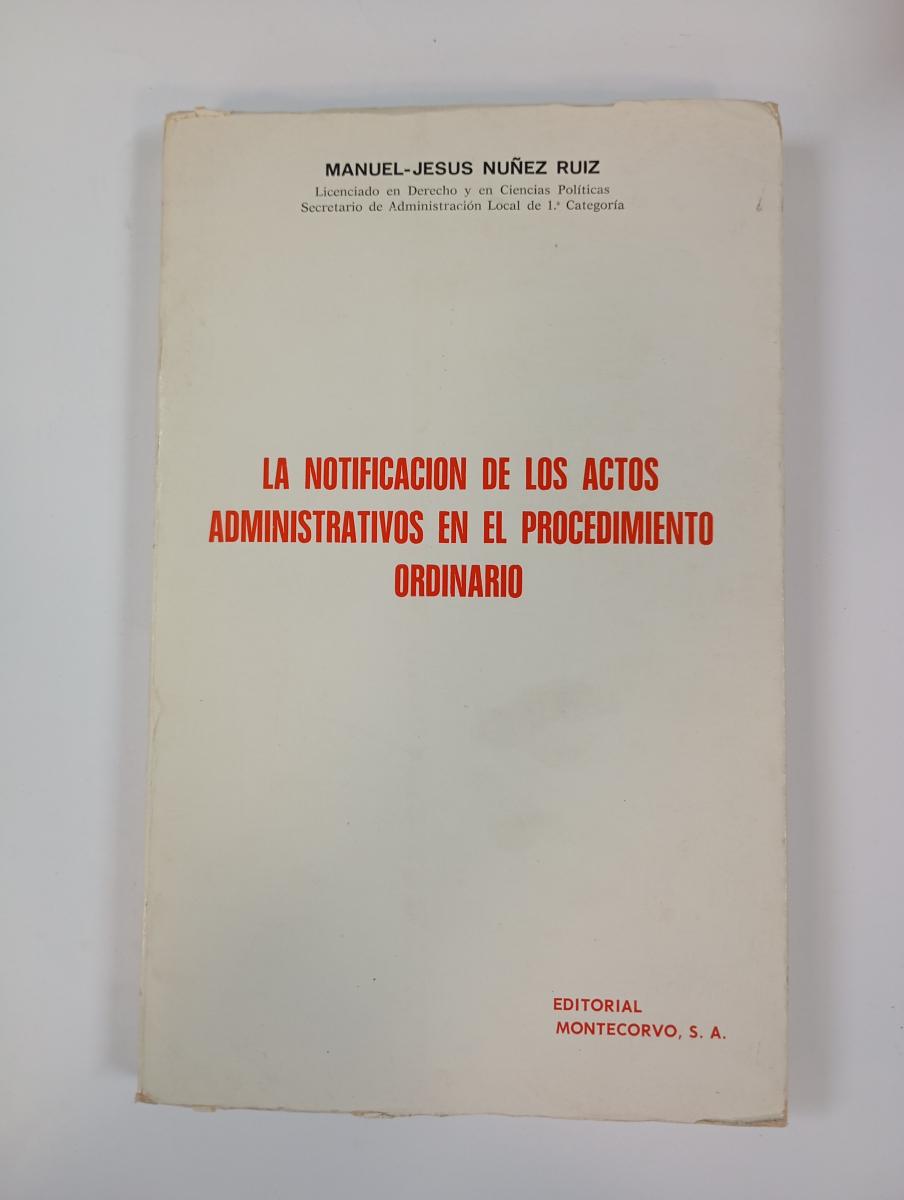 MANUEL-JESUS NUÑEZ RUIZ
Licenciado en Derecho y en Ciencias Políticas
Secretario de Administración Local de 1.ª Categoría
LA NOTIFICACION DE LOS ACTOS
ADMINISTRATIVOS EN EL PROCEDIMIENTO
ORDINARIO
EDITORIAL
MONTECORVO, S. A.